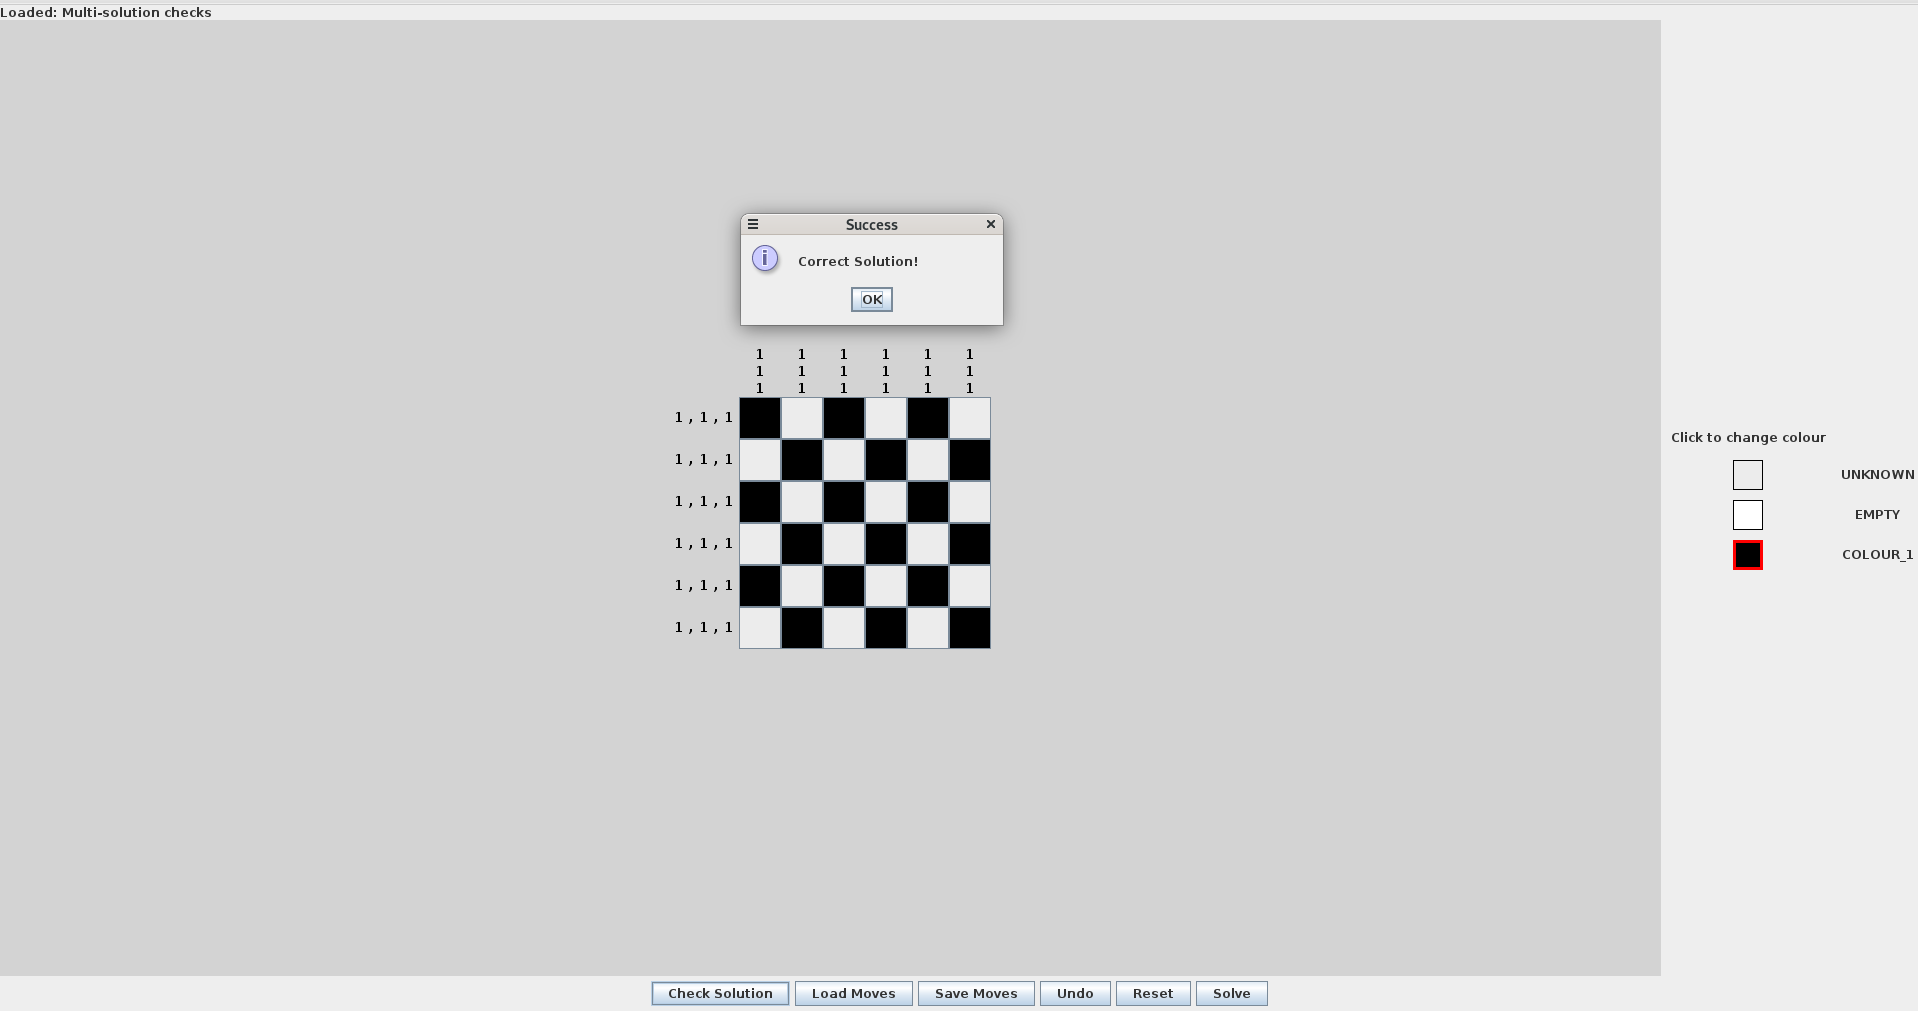 Loaded: Multi-solution checks
Success
Correct Solution!
OK
1 1 1 1 1 1
1 1 1 1 1 1
1 1 1 1 1 1
1 , 1 , 1
1 , 1 , 1
1 , 1 , 1
1 , 1 , 1
1 , 1 , 1
1 , 1 , 1
Click to change colour
UNKNOWN
EMPTY
COLOUR_1
Check Solution Load Moves Save Moves Undo Reset Solve